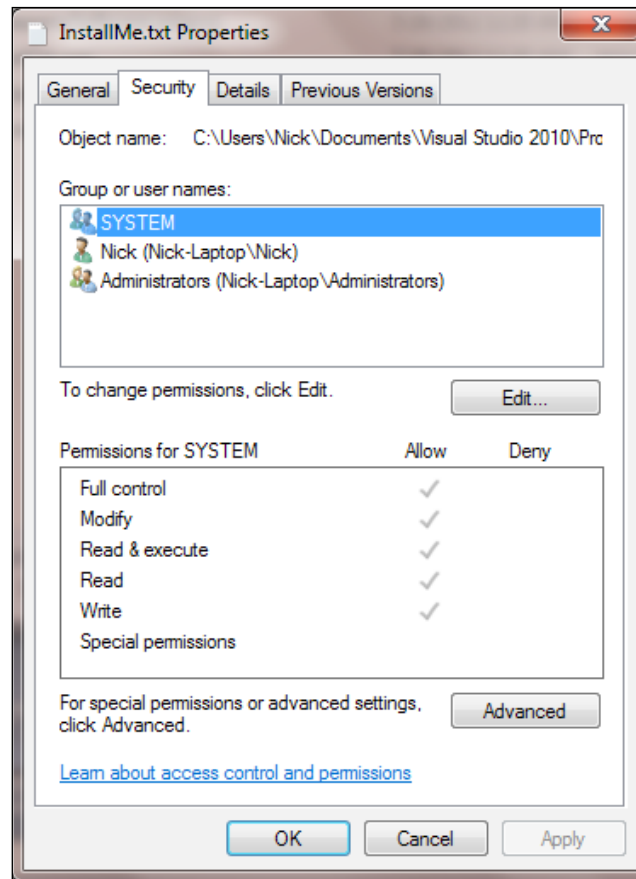 InstallMe.txt Properties
General Security Details Previous Versions
Object name: C:\Users\Nick\Documents\Visual Studio 2010\Pro
Group or user names:
SYSTEM
Nick (Nick-Laptop\Nick)
Administrators (Nick-Laptop\Administrators)
To change permissions, click Edit.
Edit...
Permissions for SYSTEM Allow Deny
Full control
Modify
Read & execute
Read
Write
Special permissions
For special permissions or advanced settings,
click Advanced.
Advanced
Learn about access control and permissions
OK Cancel Apply